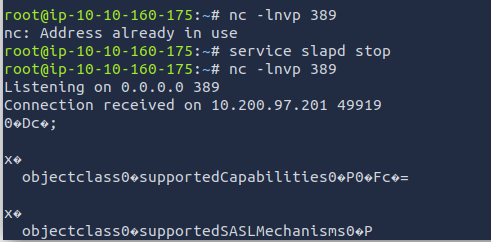 root@ip-10-10-160-175:~# nc -lnvp 389
nc: Address already in use
root@ip-10-10-160-175:~# service slapd stop
root@ip-10-10-160-175:~# nc -lnvp 389
Listening on 0.0.0.0 389
Connection received on 10.200.97.201 49919
0�Dc�;
x�
objectclass0�supportedCapabilities0�P0�Fc�=
x�
objectclass0�supportedSASLMechanisms0�P